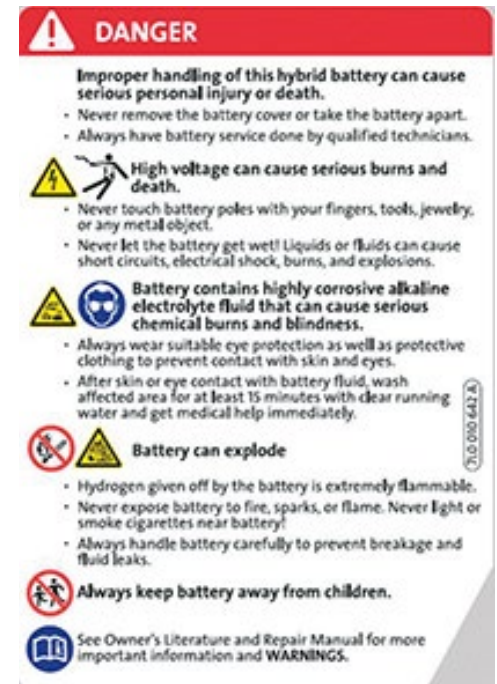 DANGER
Improper handling of this hybrid battery can cause
serious personal injury or death.
· Never remove the battery cover or take the battery apart.
· Always have battery service done by qualified technicians.
High voltage can cause serious burns and
death.
· Never touch battery poles with your fingers, tools, jewelry,
or any metal object.
· Never let the battery get wet! Liquids or fluids can cause
short circuits, electrical shock, burns, and explosions.
Battery contains highly corrosive alkaline
electrolyte fluid that can cause serious
chemical burns and blindness.
· Always wear suitable eye protection as well as protective
clothing to prevent contact with skin and eyes.
· After skin or eye contact with battery fluid, wash
affected area for at least 15 minutes with clear running
water and get medical help immediately.
7L0 010 642 A
Battery can explode
· Hydrogen given off by the battery is extremely flammable.
· Never expose battery to fire, sparks, or flame. Never light or
smoke cigarettes near battery!
· Always handle battery carefully to prevent breakage and
fluid leaks.
Always keep battery away from children.
See Owner's Literature and Repair Manual for more
important information and WARNINGS.